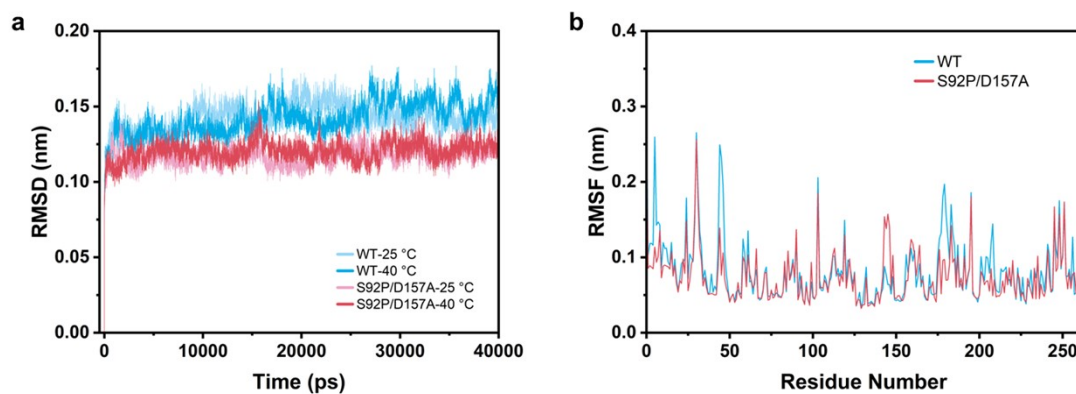 a
0.20
0.15
0.10
0.05
0.00
RMSD (nm)
WT-25 °C
WT-40 °C
S92P/D157A-25 °C
S92P/D157A-40 °C
0 10000 20000 30000 40000
Time (ps)
b
0.4
0.3
0.2
0.1
0.0
RMSF (nm)
WT
S92P/D157A
0 50 100 150 200 250
Residue Number